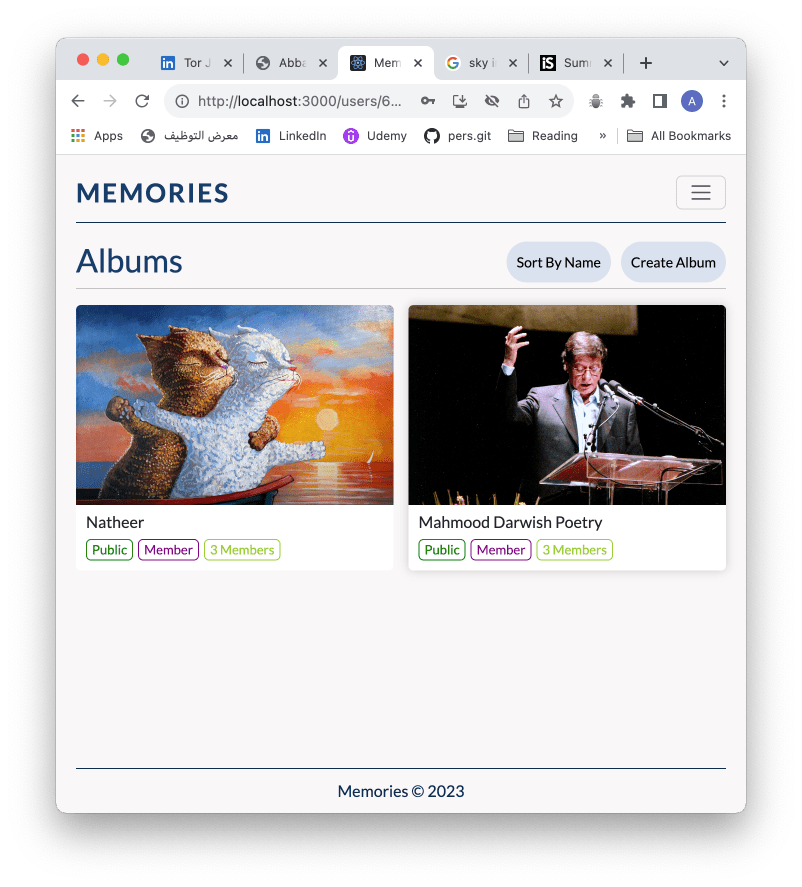 Tor J
Abba
Mem
sky i
Sum
http://localhost:3000/users/6...
A
Apps
معرض التوظيف
LinkedIn
Udemy
pers.git
Reading
»
All Bookmarks
MEMORIES
Albums
Sort By Name
Create Album
Natheer
Public Member 3 Members
Mahmood Darwish Poetry
Public Member 3 Members
Memories © 2023